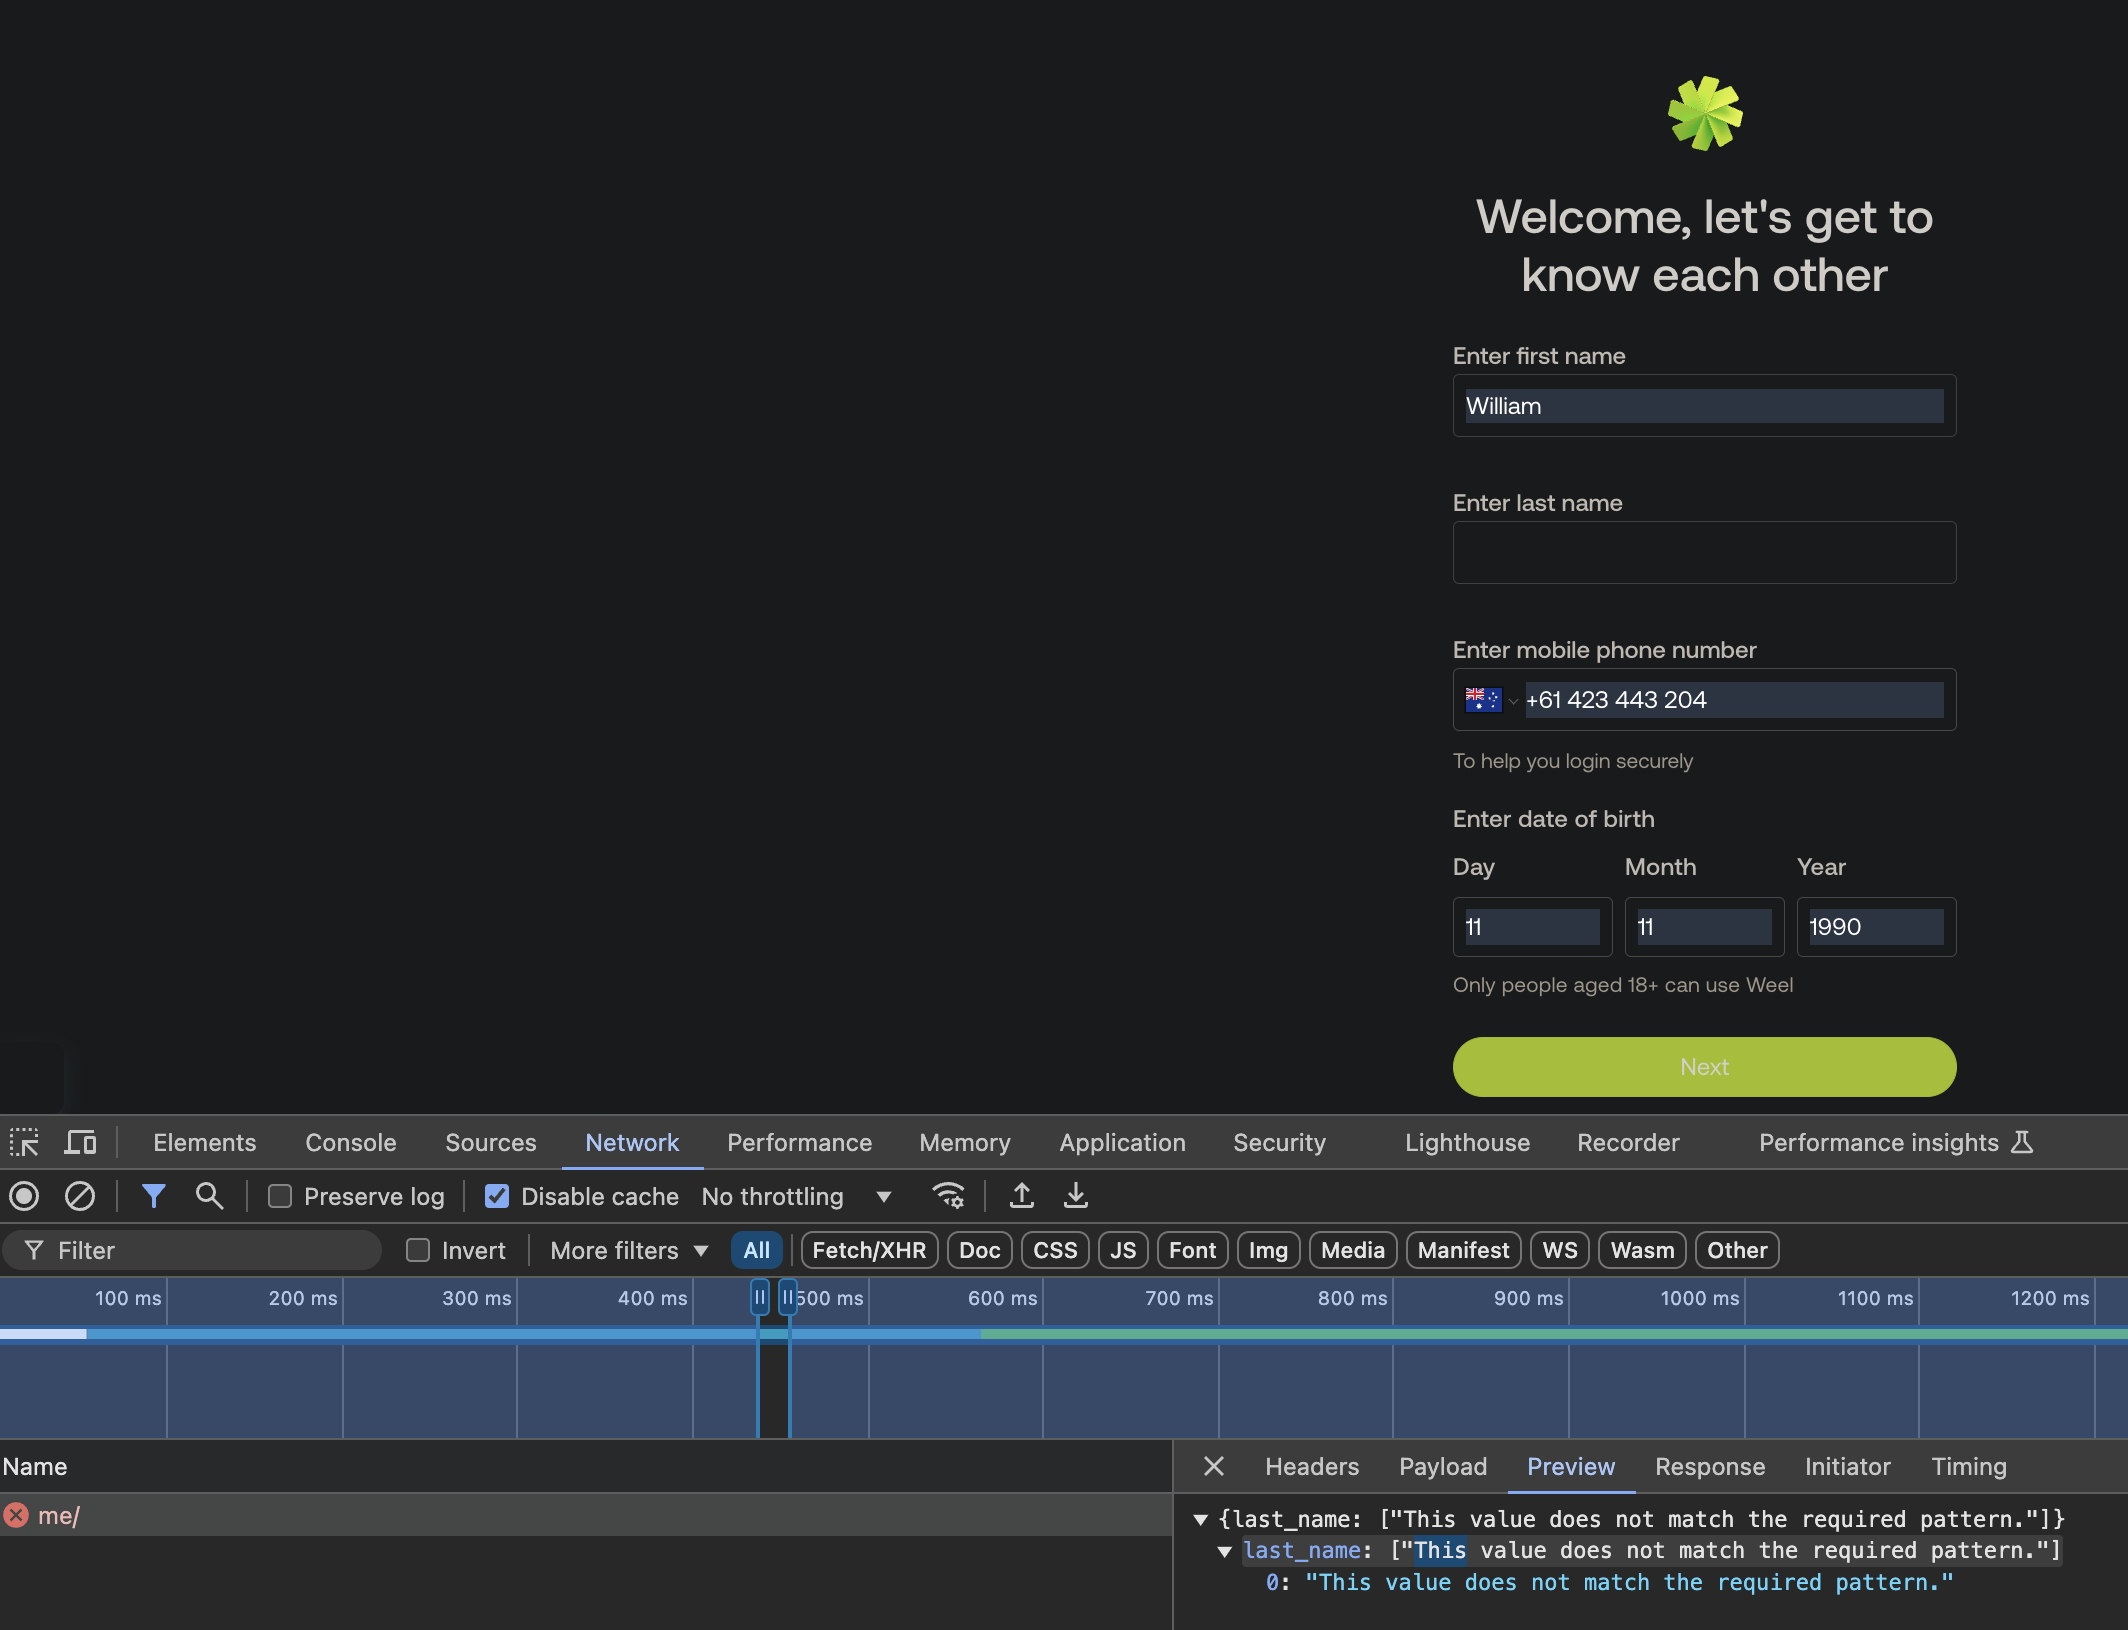 Welcome, let's get to
know each other
Enter first name
William
Enter last name
Enter mobile phone number
+61 423 443 204
To help you login securely
Enter date of birth
Day Month Year
11 11 1990
Only people aged 18+ can use Weel
Next
Elements Console Sources Network Performance Memory Application Security Lighthouse Recorder Performance insights
Preserve log Disable cache No throttling
Filter Invert More filters All Fetch/XHR Doc CSS JS Font Img Media Manifest WS Wasm Other
100 ms 200 ms 300 ms 400 ms 500 ms 600 ms 700 ms 800 ms 900 ms 1000 ms 1100 ms 1200 ms
Name
me/
Headers Payload Preview Response Initiator Timing
{last_name: ["This value does not match the required pattern."]}
last_name: ["This value does not match the required pattern."]
0: "This value does not match the required pattern."